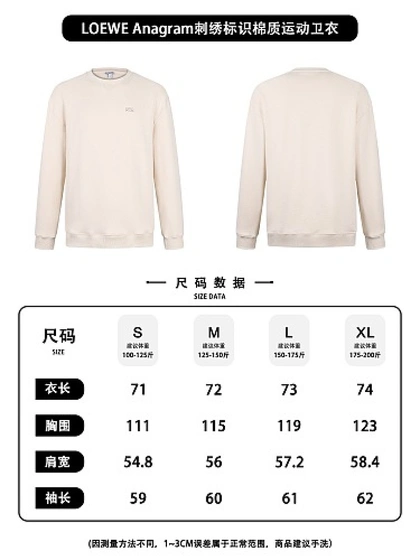 LOEWE Anagram刺绣标识棉质运动卫衣
尺码数据
SIZE DATA
尺码 S M L XL
SIZE 建议体重 建议体重 建议体重 建议体重
100-125斤 125-150斤 150-175斤 175-200斤
衣长 71 72 73 74
胸围 111 115 119 123
肩宽 54.8 56 57.2 58.4
袖长 59 60 61 62
(因测量方法不同，1~3CM误差属于正常范围，商品建议手洗)